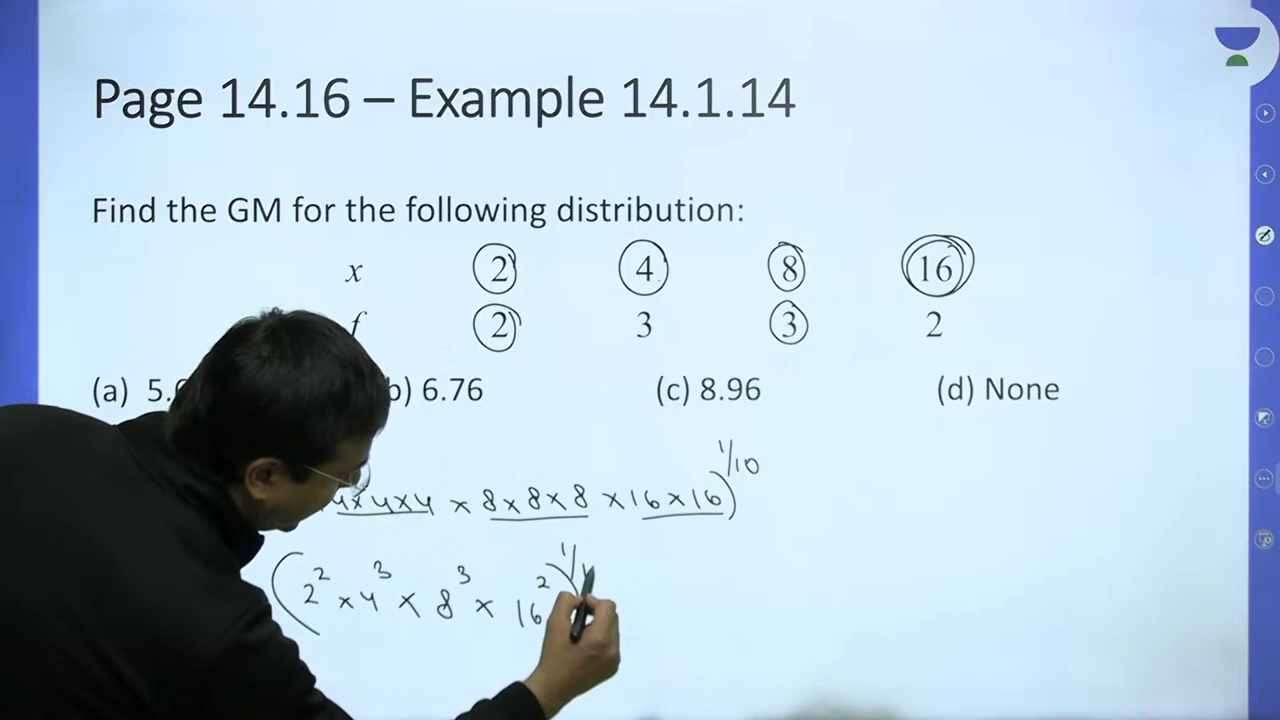 Page 14.16 – Example 14.1.14
Find the GM for the following distribution:
x 2 4 8 16
f 2 3 3 2
(a) 5. b) 6.76 (c) 8.96 (d) None
4×4×4 × 8×8×8 ×16×16)^1/10
(2^2 ×4^3 × 8^3 × 16^2)^1/